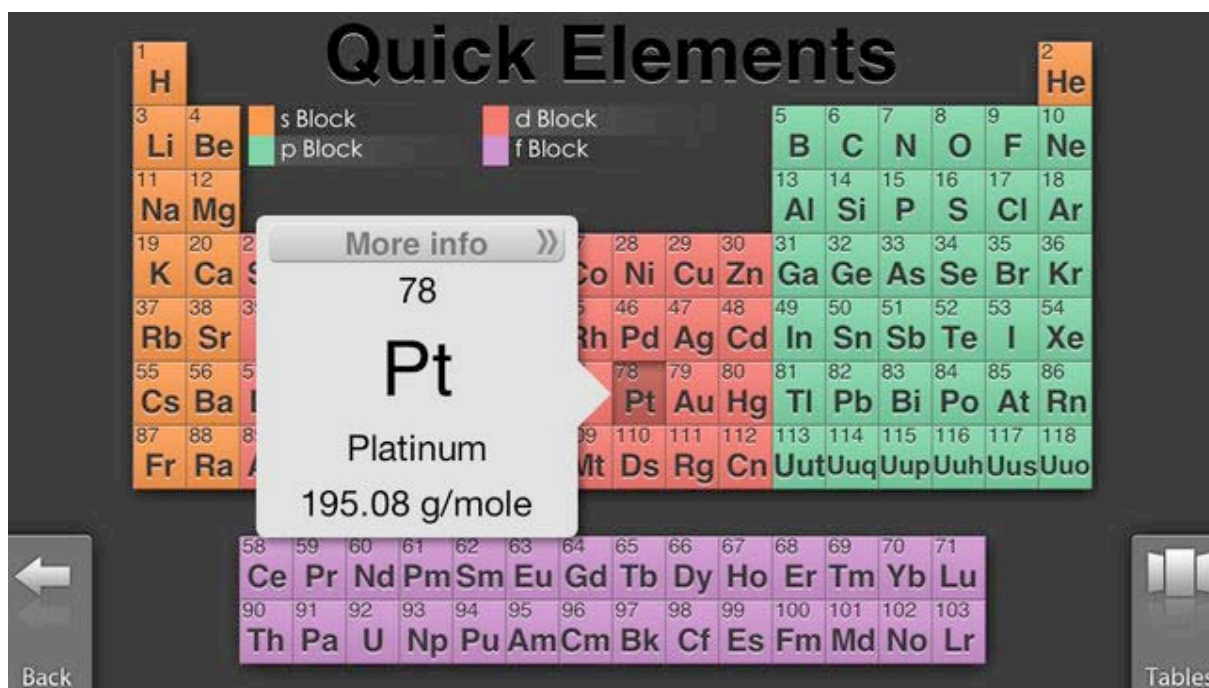 Quick Elements
1 2
H He
s Block d Block
p Block f Block
3 4 5 6 7 8 9 10
Li Be B C N O F Ne
11 12 13 14 15 16 17 18
Na Mg Al Si P S Cl Ar
More info
19 20 28 29 30 31 32 33 34 35 36
K Ca Ni Cu Zn Ga Ge As Se Br Kr
78
37 38 46 47 48 49 50 51 52 53 54
Rb Sr Rh Pd Ag Cd In Sn Sb Te I Xe
Pt
55 56 78 79 80 81 82 83 84 85 86
Cs Ba Pt Au Hg Tl Pb Bi Po At Rn
87 88 110 111 112 113 114 115 116 117 118
Fr Ra Mt Ds Rg Cn Uut Uuq Uup Uuh Uus Uuo
Platinum
195.08 g/mole
58 59 60 61 62 63 64 65 66 67 68 69 70 71
Ce Pr Nd Pm Sm Eu Gd Tb Dy Ho Er Tm Yb Lu
90 91 92 93 94 95 96 97 98 99 100 101 102 103
Th Pa U Np Pu Am Cm Bk Cf Es Fm Md No Lr
Back Tables